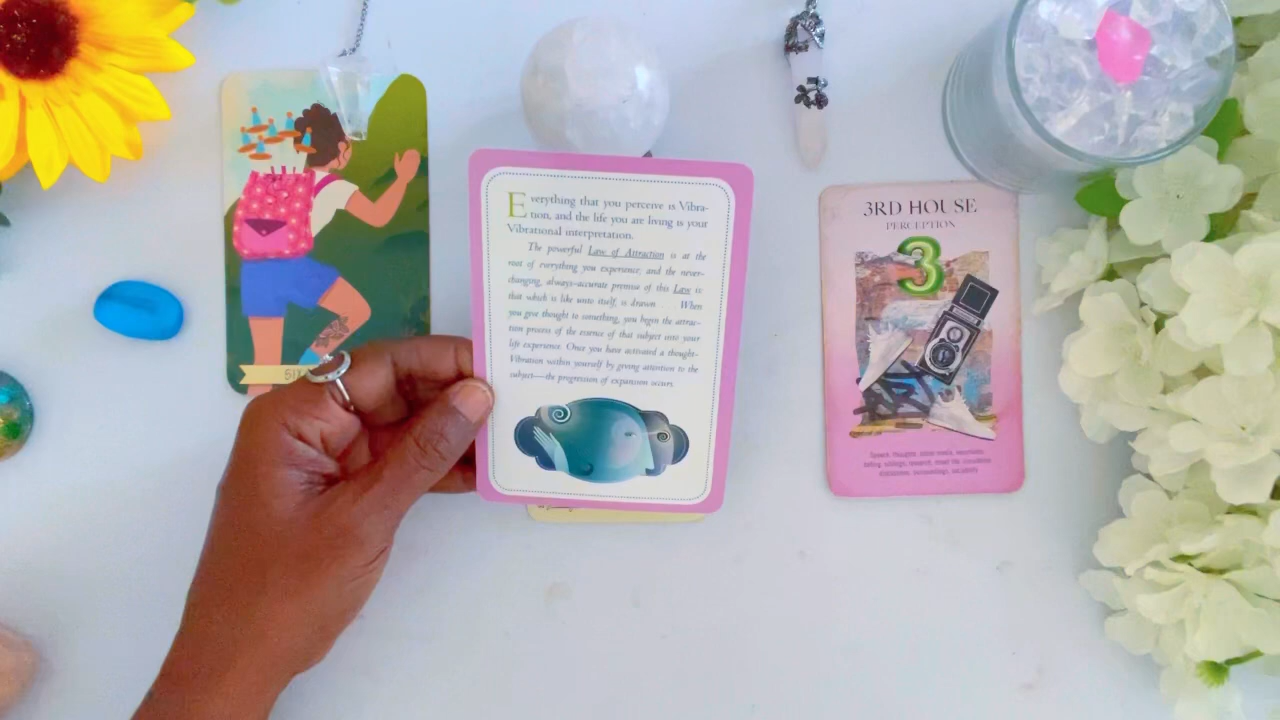 SI
Everything that you perceive is Vibra-
tion, and the life you are living is your
Vibrational interpretation.
The powerful Law of Attraction is at the
root of everything you experience, and the never-
changing, always-accurate premise of this Law is:
that which is like unto itself, is drawn . . . When
you give thought to something, you begin the attrac-
tion process of the essence of that subject into your
life experience. Once you have activated a thought-
Vibration within yourself by giving attention to the
subject—the progression of expansion occurs.
3RD HOUSE
PERCEPTION
3
Speech, thoughts,